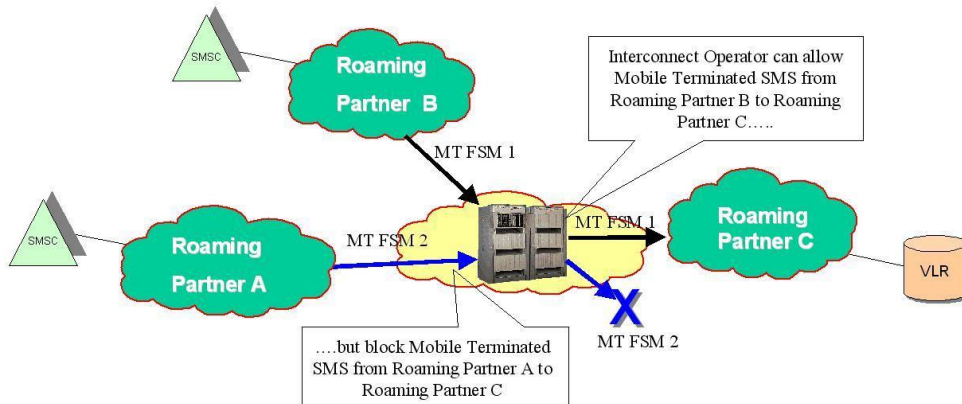 SMSC
Roaming
Partner B
Interconnect Operator can allow
Mobile Terminated SMS from
Roaming Partner B to Roaming
Partner C.....
MT FSM 1
SMSC
Roaming
Partner A
MT FSM 2
MT FSM 1
Roaming
Partner C
VLR
X
MT FSM 2
....but block Mobile Terminated
SMS from Roaming Partner A to
Roaming Partner C